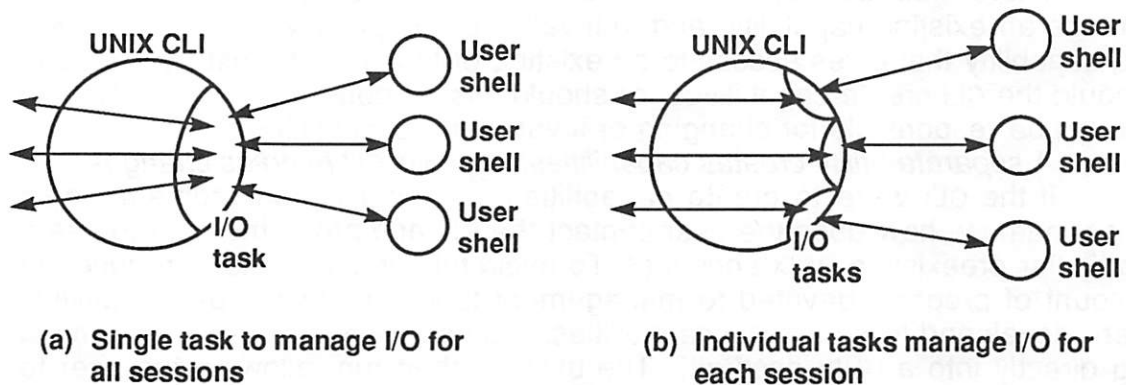 (a)
UNIX CLI
User
shell
User
shell
User
shell
I/O
task
(a) Single task to manage I/O for
all sessions
(b)
UNIX CLI
User
shell
User
shell
User
shell
I/O
tasks
(b) Individual tasks manage I/O for
each session